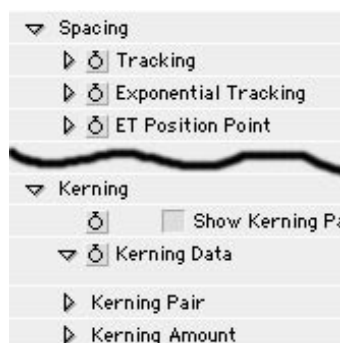 Spacing
Tracking
Exponential Tracking
ET Position Point
Kerning
Show Kerning Pa
Kerning Data
Kerning Pair
Kerning Amount